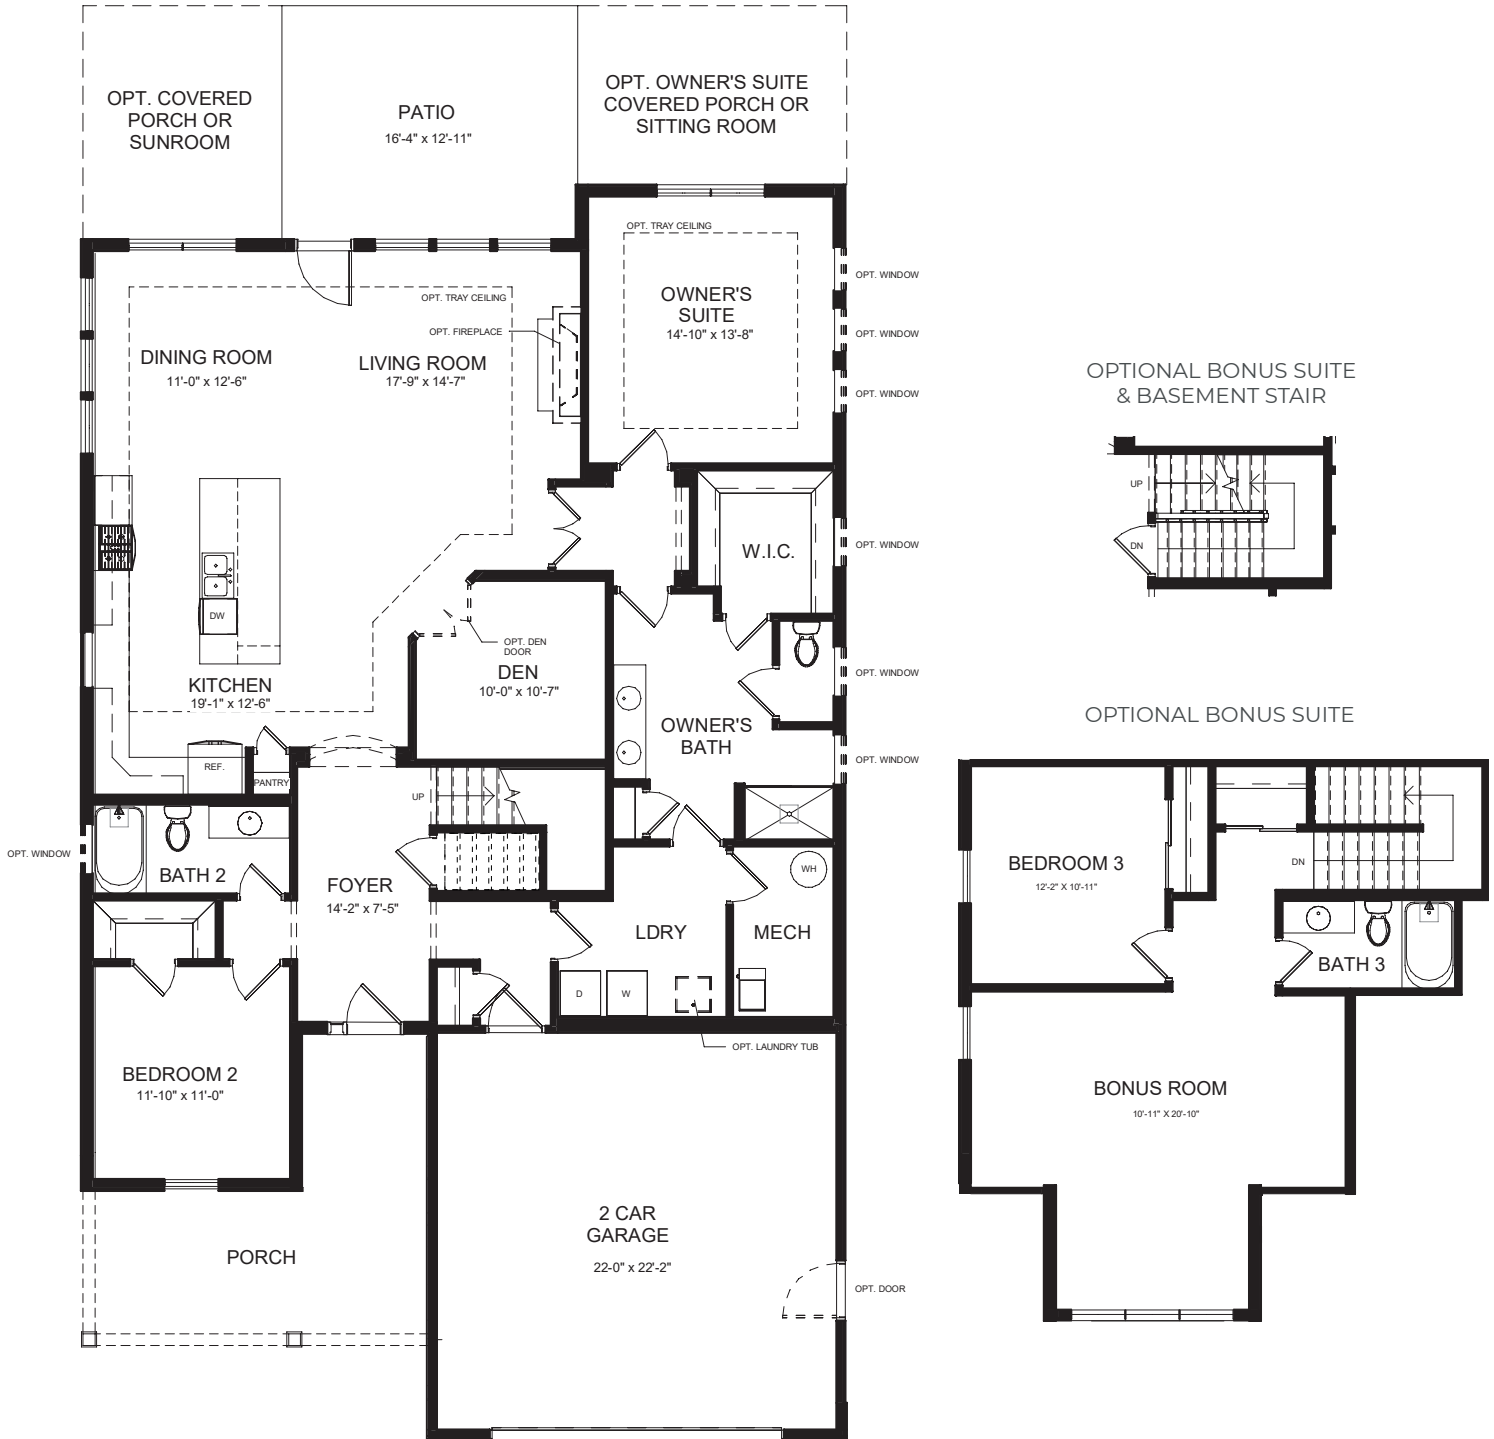 OPT. COVERED
PORCH OR
SUNROOM
PATIO
16'-4" x 12'-11"
OPT. OWNER'S SUITE
COVERED PORCH OR
SITTING ROOM
OPT. TRAY CEILING
OWNER'S
SUITE
14'-10" x 13'-8"
OPT. WINDOW
OPT. WINDOW
OPT. WINDOW
OPT. TRAY CEILING
OPT. FIREPLACE
DINING ROOM
11'-0" x 12'-6"
LIVING ROOM
17'-9" x 14'-7"
W.I.C.
OPT. WINDOW
DW
OPT. DEN
DOOR
DEN
10'-0" x 10'-7"
KITCHEN
19'-1" x 12'-6"
REF.
PANTRY
OWNER'S
BATH
OPT. WINDOW
OPT. WINDOW
UP
OPT. WINDOW
BATH 2
FOYER
14'-2" x 7'-5"
WH
LDRY
MECH
D
W
OPT. LAUNDRY TUB
BEDROOM 2
11'-10" x 11'-0"
PORCH
2 CAR
GARAGE
22-0" x 22'-2"
OPT. DOOR
OPTIONAL BONUS SUITE
& BASEMENT STAIR
UP
DN
OPTIONAL BONUS SUITE
BEDROOM 3
12'-2" X 10'-11"
DN
BATH 3
BONUS ROOM
10'-11" X 20'-10"